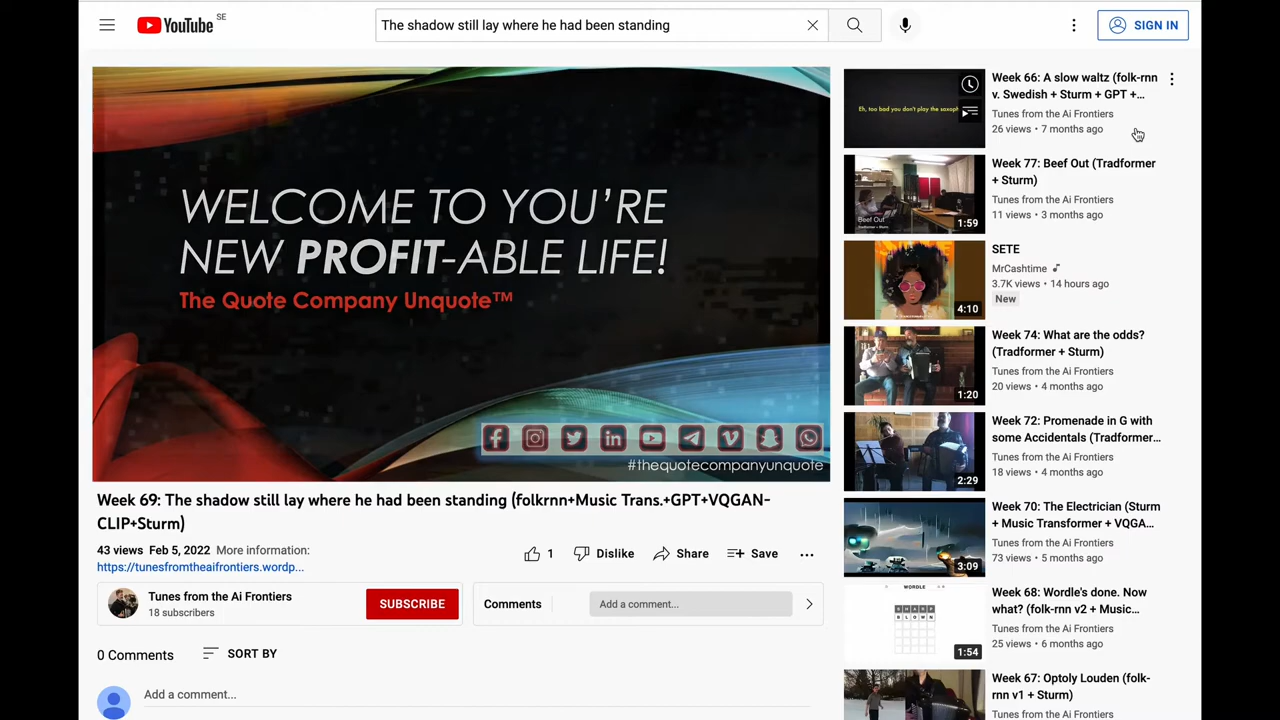 YouTube SE
The shadow still lay where he had been standing
SIGN IN
WELCOME TO YOU’RE
NEW PROFIT-ABLE LIFE!
The Quote Company Unquote™
#thequotecompanyunquote
Week 69: The shadow still lay where he had been standing (folkrnn+Music Trans.+GPT+VQGAN-
CLIP+Sturm)
43 views Feb 5, 2022 More information:
https://tunesfromtheaifrontiers.wordp...
1 Dislike Share Save
Tunes from the Ai Frontiers
18 subscribers
SUBSCRIBE
Comments
Add a comment...
0 Comments
SORT BY
Add a comment...
Eh, too bad you don't play the saxoph
Week 66: A slow waltz (folk-rnn
v. Swedish + Sturm + GPT +...
Tunes from the Ai Frontiers
26 views • 7 months ago
Beef Out
1:59
Week 77: Beef Out (Tradformer
+ Sturm)
Tunes from the Ai Frontiers
11 views • 3 months ago
4:10
SETE
MrCashtime
3.7K views • 14 hours ago
New
1:20
Week 74: What are the odds?
(Tradformer + Sturm)
Tunes from the Ai Frontiers
20 views • 4 months ago
2:29
Week 72: Promenade in G with
some Accidentals (Tradformer...
Tunes from the Ai Frontiers
18 views • 4 months ago
3:09
Week 70: The Electrician (Sturm
+ Music Transformer + VQGA...
Tunes from the Ai Frontiers
73 views • 5 months ago
WORDLE
SHARP
BLOWN
1:54
Week 68: Wordle's done. Now
what? (folk-rnn v2 + Music...
Tunes from the Ai Frontiers
25 views • 6 months ago
Week 67: Optoly Louden (folk-
rnn v1 + Sturm)
Tunes from the Ai Frontiers